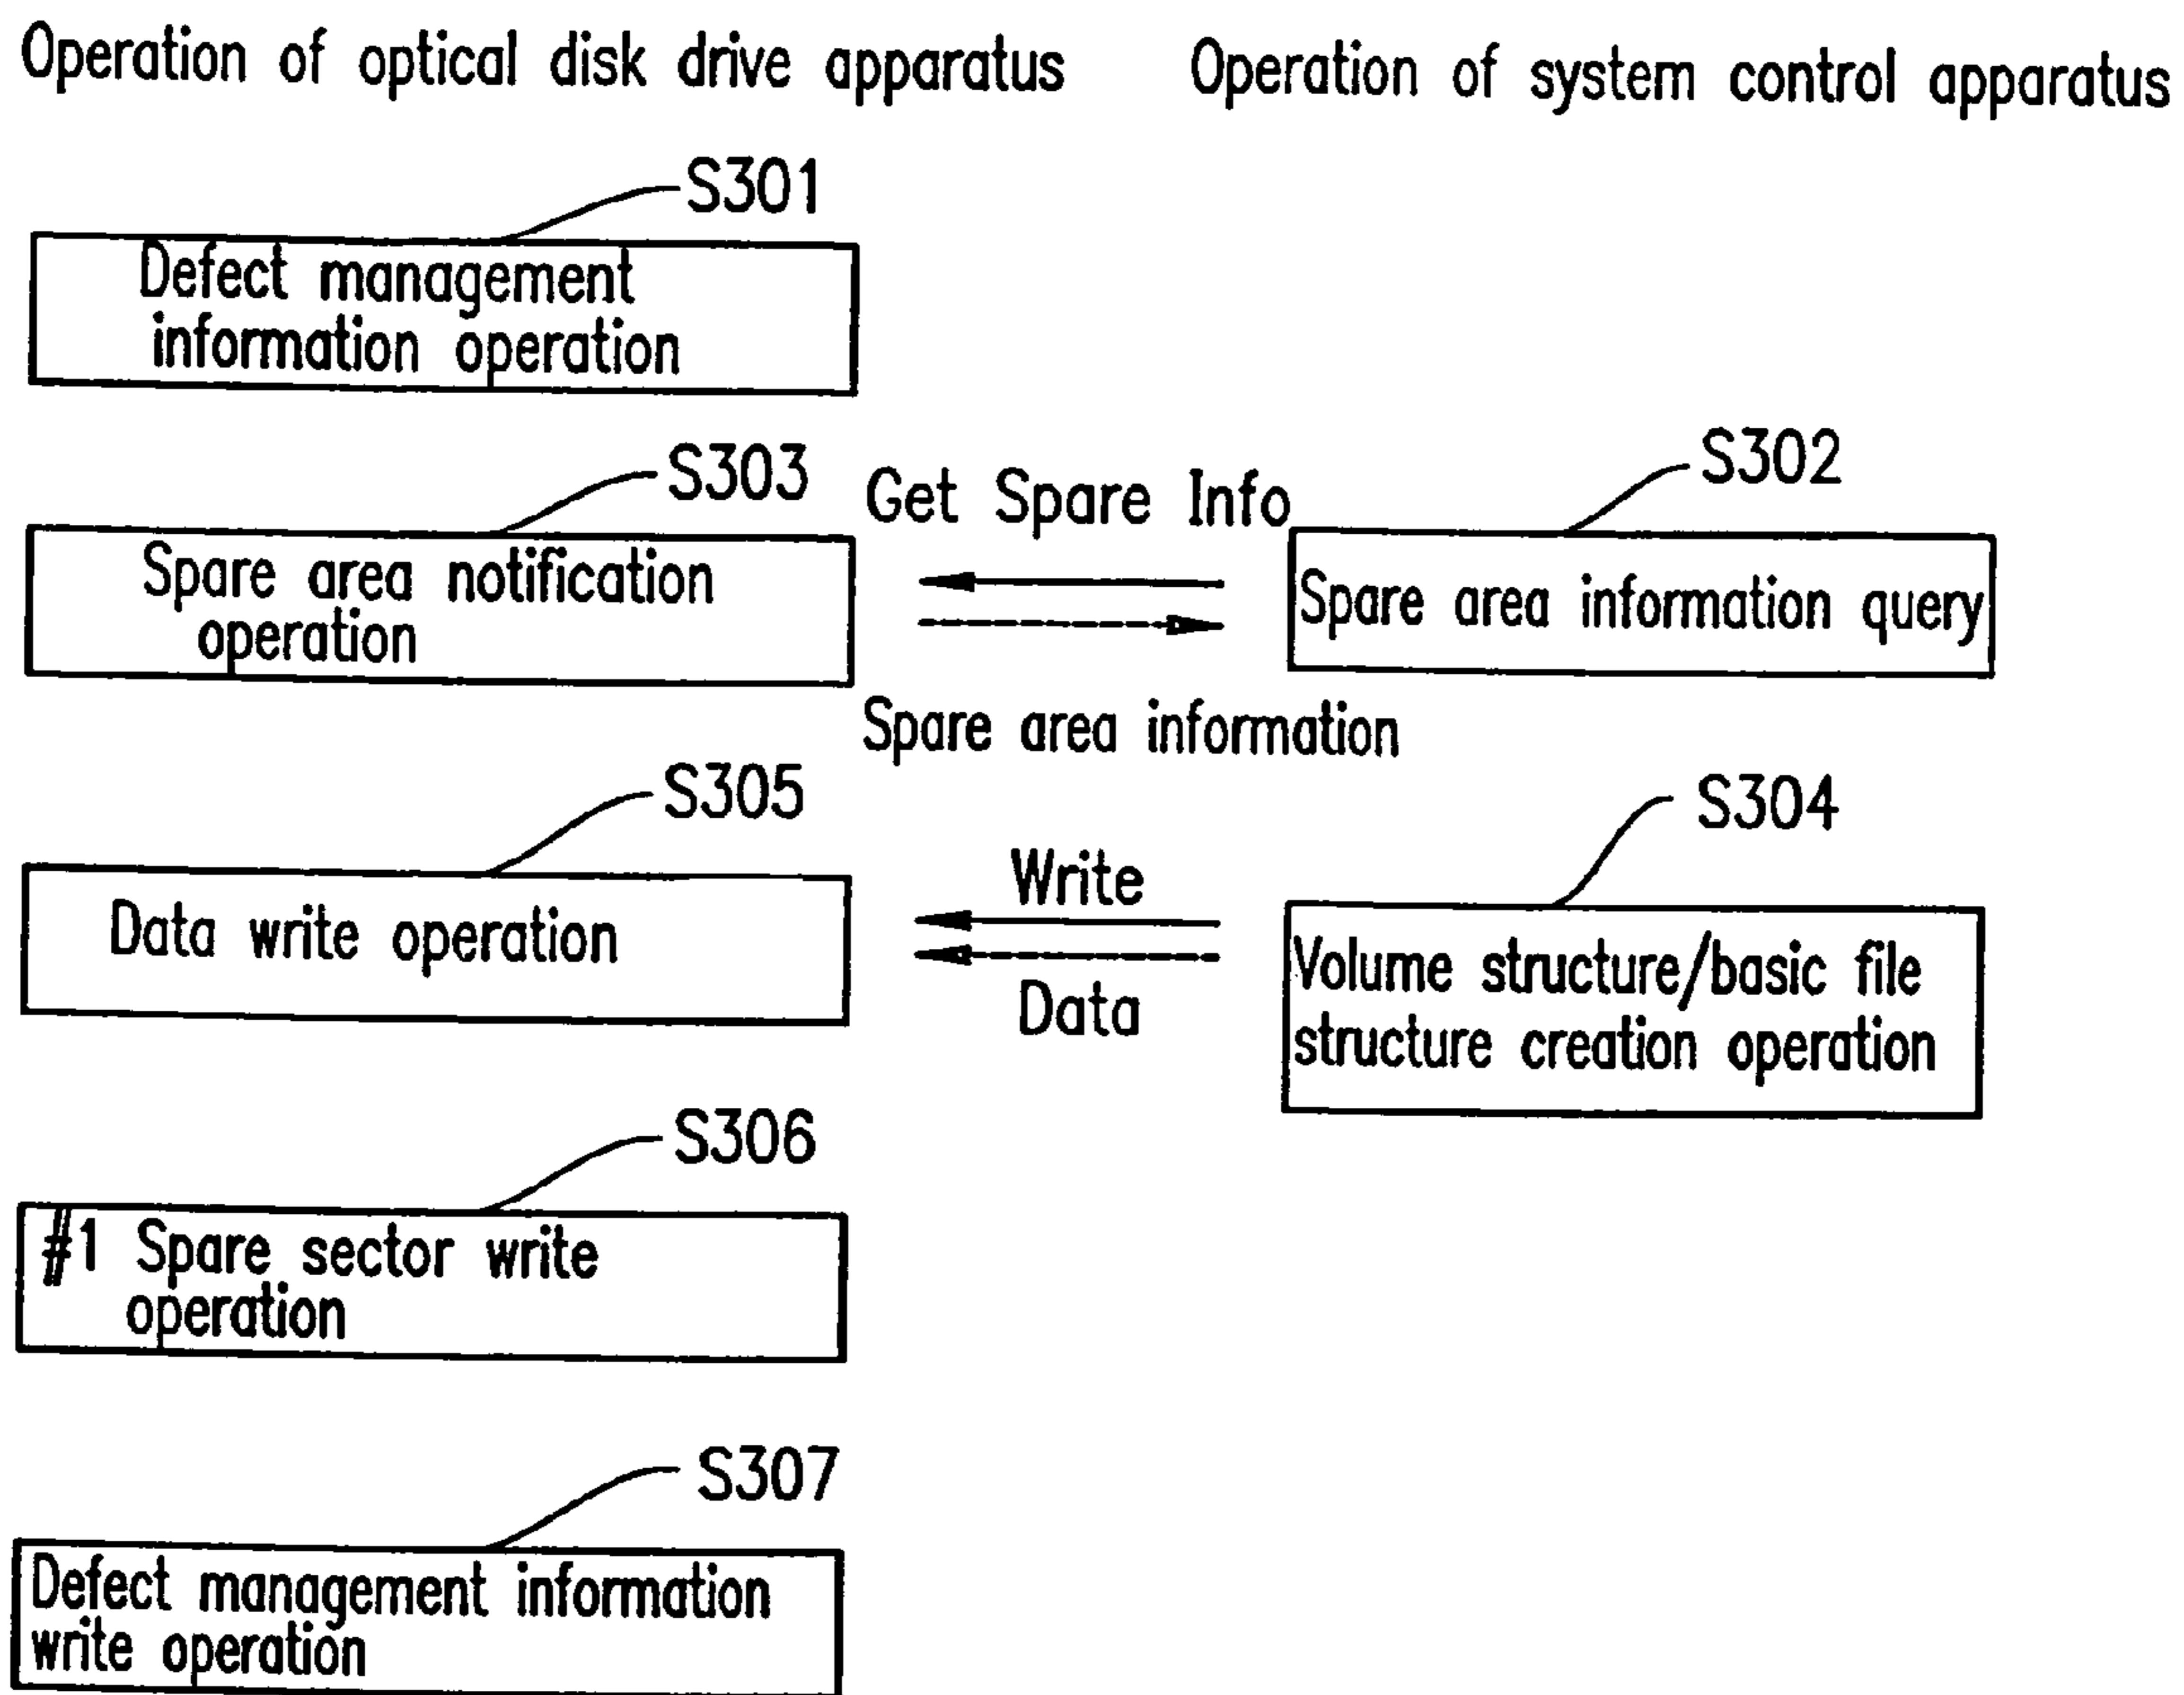 Operation of optical disk drive apparatus
Operation of system control apparatus
S301
Defect management
information operation
S303
Spare area notification
operation
Get Spare Info
Spare area information
S302
Spare area information query
S305
Data write operation
Write
Data
S304
Volume structure/basic file
structure creation operation
S306
#1 Spare sector write
operation
S307
Defect management information
write operation